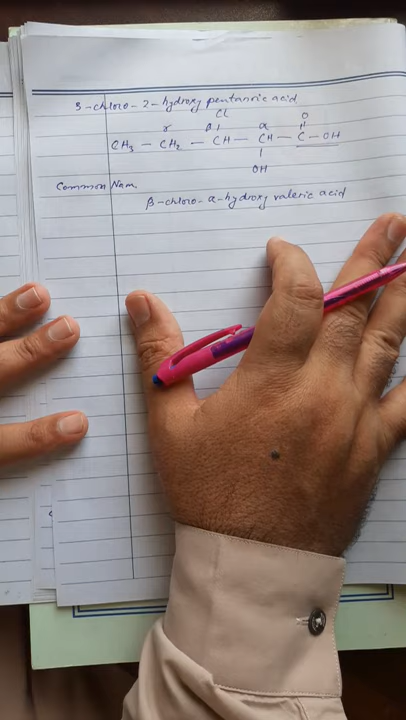 3-chloro-2-hydroxy pentanoic acid
Cl O
γ β | α ||
CH₃ — CH₂ — CH — CH — C — OH
|
OH
Common Nam.
β-chloro-α-hydroxy valeric acid